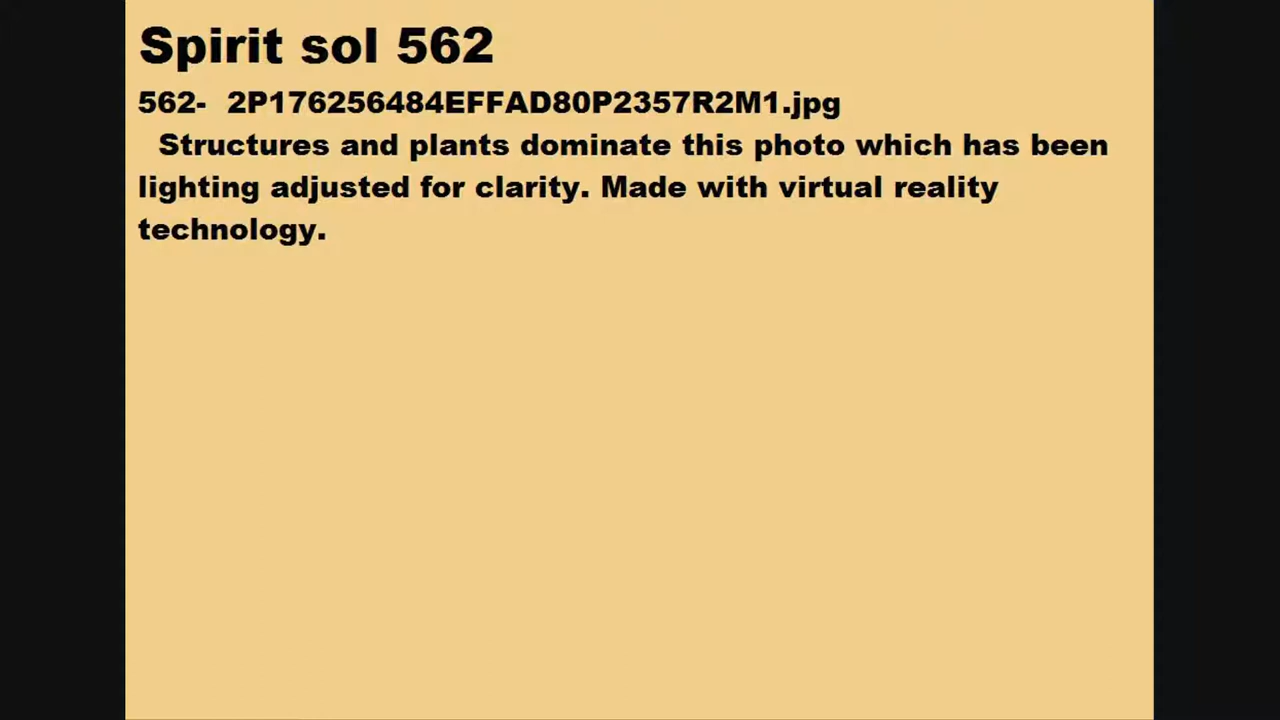 Spirit sol 562
562-  2P176256484EFFAD80P2357R2M1.jpg
Structures and plants dominate this photo which has been
lighting adjusted for clarity. Made with virtual reality
technology.